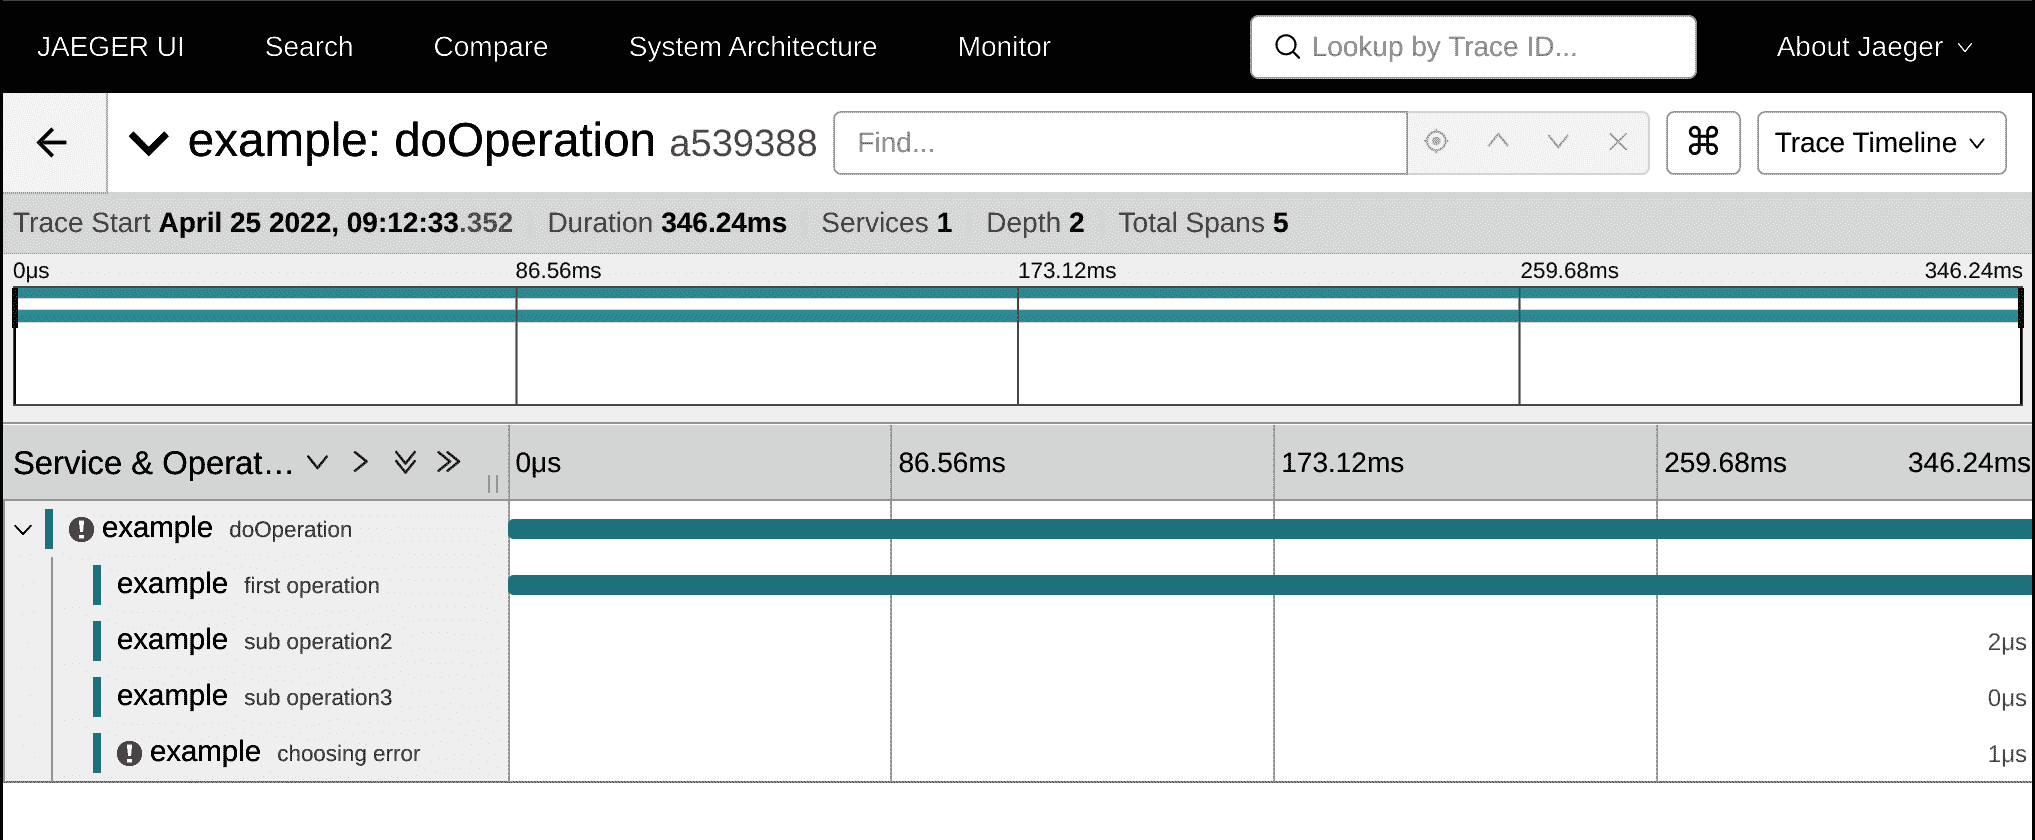 JAEGER UI Search Compare System Architecture Monitor Lookup by Trace ID... About Jaeger
example: doOperation a539388 Find... ⌘ Trace Timeline
Trace Start April 25 2022, 09:12:33.352 Duration 346.24ms Services 1 Depth 2 Total Spans 5
0μs 86.56ms 173.12ms 259.68ms 346.24ms
Service & Operat... 0μs 86.56ms 173.12ms 259.68ms 346.24ms
example doOperation
example first operation
example sub operation2 2μs
example sub operation3 0μs
example choosing error 1μs